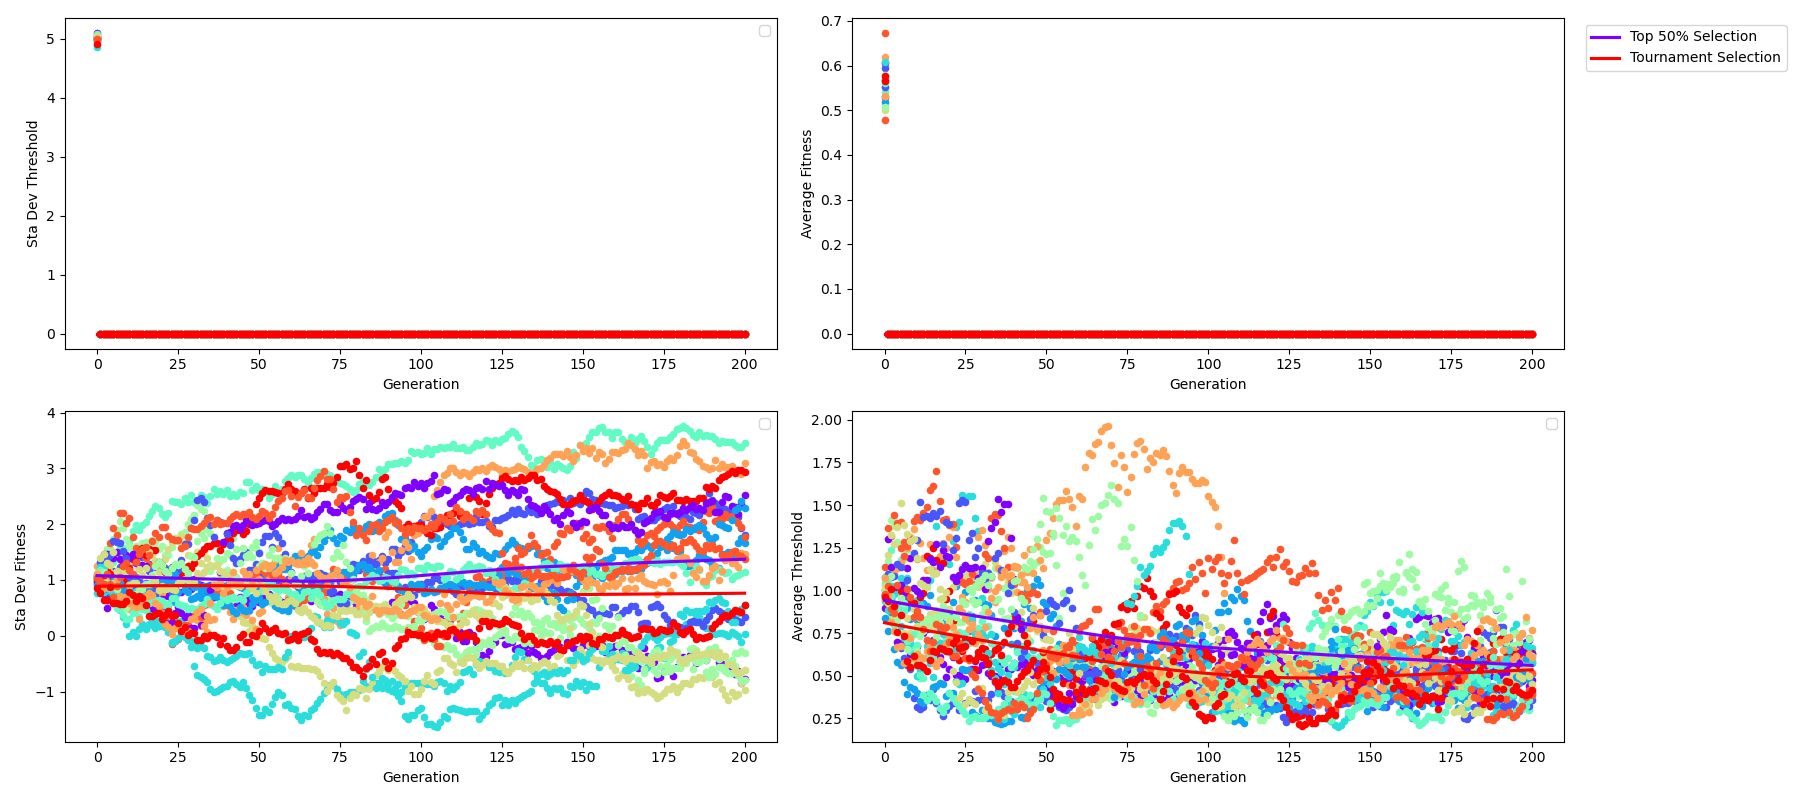 5
4
3
2
1
0
Sta Dev Threshold
0 25 50 75 100 125 150 175 200
Generation
0.7
0.6
0.5
0.4
0.3
0.2
0.1
0.0
Average Fitness
0 25 50 75 100 125 150 175 200
Generation
Top 50% Selection
Tournament Selection
4
3
2
1
0
−1
Sta Dev Fitness
0 25 50 75 100 125 150 175 200
Generation
2.00
1.75
1.50
1.25
1.00
0.75
0.50
0.25
Average Threshold
0 25 50 75 100 125 150 175 200
Generation